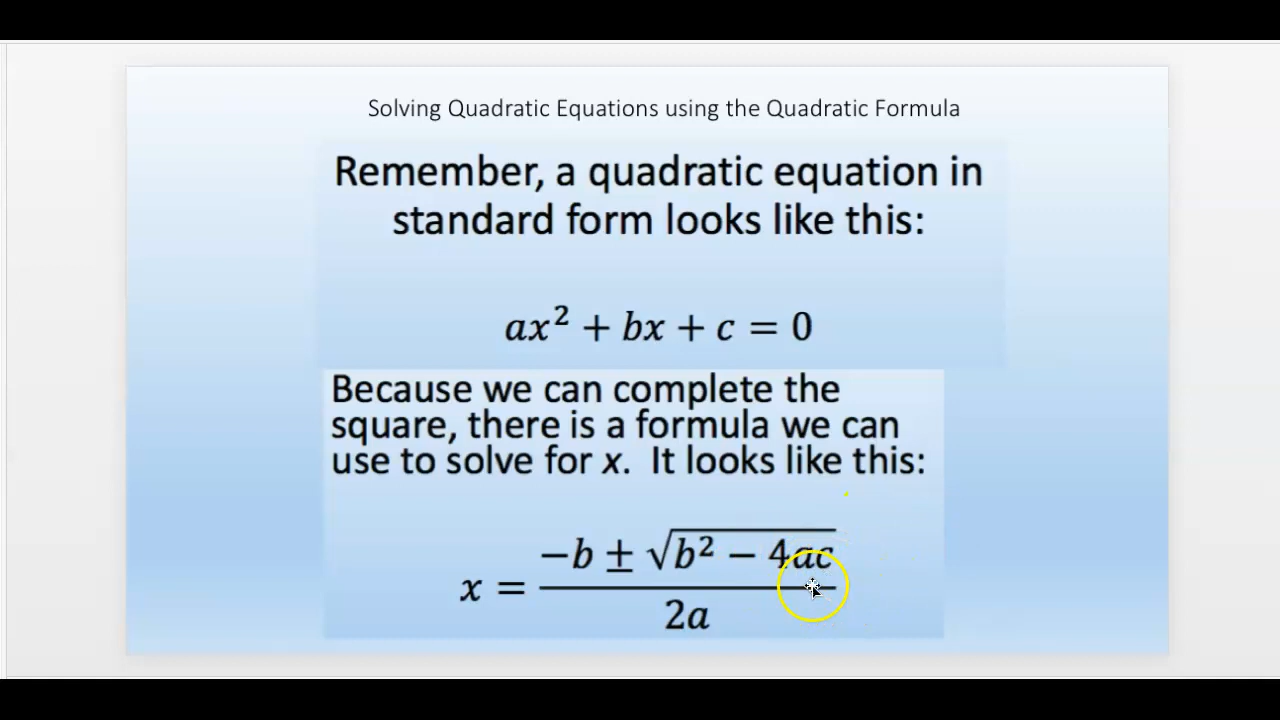 Solving Quadratic Equations using the Quadratic Formula
Remember, a quadratic equation in
standard form looks like this:
ax² + bx + c = 0
Because we can complete the
square, there is a formula we can
use to solve for x. It looks like this:
x = (−b ± √(b² − 4ac)) / 2a